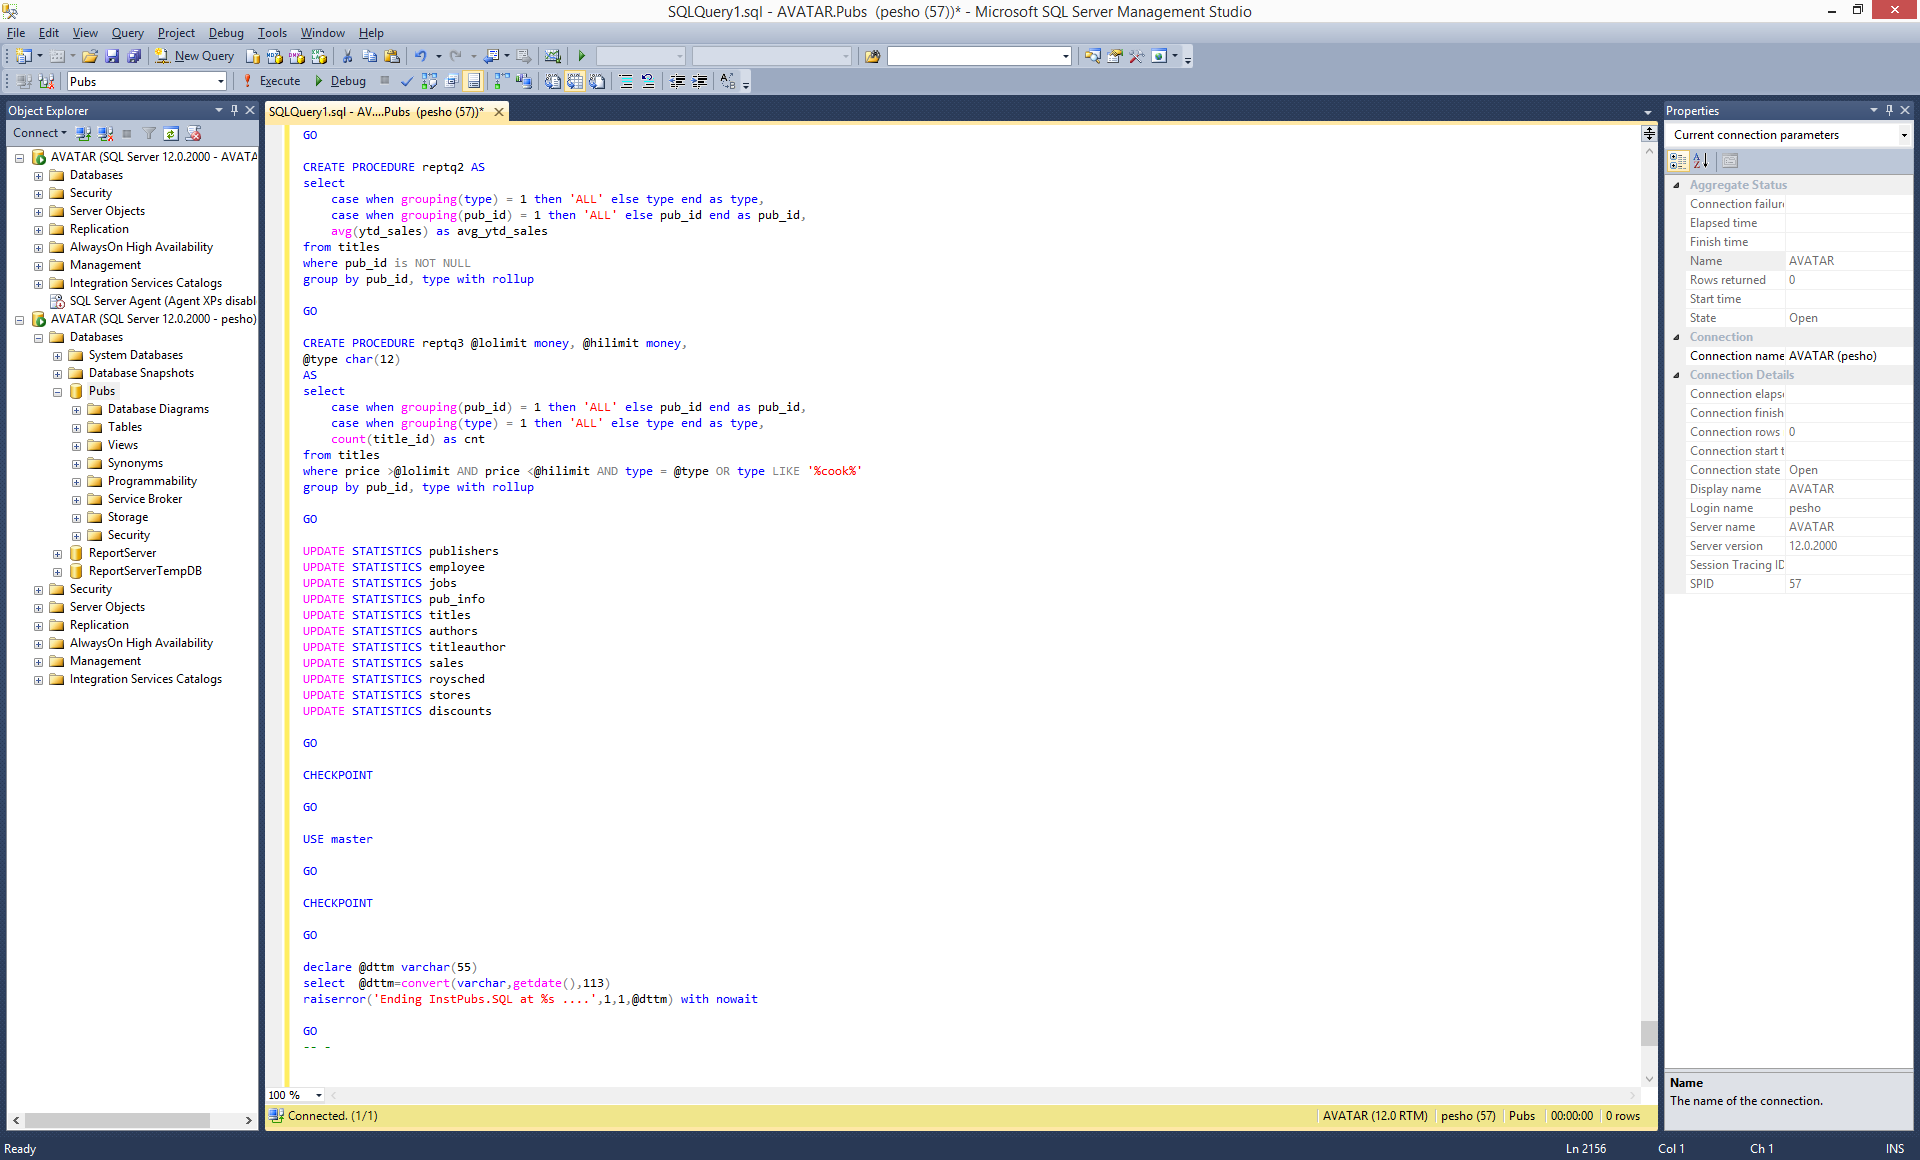 SQLQuery1.sql - AVATAR.Pubs (pesho (57))* - Microsoft SQL Server Management Studio
File Edit View Query Project Debug Tools Window Help
New Query
Pubs Execute Debug
Object Explorer
Connect
AVATAR (SQL Server 12.0.2000 - AVATA
Databases
Security
Server Objects
Replication
AlwaysOn High Availability
Management
Integration Services Catalogs
SQL Server Agent (Agent XPs disabl
AVATAR (SQL Server 12.0.2000 - pesho)
Databases
System Databases
Database Snapshots
Pubs
Database Diagrams
Tables
Views
Synonyms
Programmability
Service Broker
Storage
Security
ReportServer
ReportServerTempDB
Security
Server Objects
Replication
AlwaysOn High Availability
Management
Integration Services Catalogs
SQLQuery1.sql - AV....Pubs (pesho (57))*
GO
CREATE PROCEDURE reptq2 AS
select
case when grouping(type) = 1 then 'ALL' else type end as type,
case when grouping(pub_id) = 1 then 'ALL' else pub_id end as pub_id,
avg(ytd_sales) as avg_ytd_sales
from titles
where pub_id is NOT NULL
group by pub_id, type with rollup
GO
CREATE PROCEDURE reptq3 @lolimit money, @hilimit money,
@type char(12)
AS
select
case when grouping(pub_id) = 1 then 'ALL' else pub_id end as pub_id,
case when grouping(type) = 1 then 'ALL' else type end as type,
count(title_id) as cnt
from titles
where price >@lolimit AND price <@hilimit AND type = @type OR type LIKE '%cook%'
group by pub_id, type with rollup
GO
UPDATE STATISTICS publishers
UPDATE STATISTICS employee
UPDATE STATISTICS jobs
UPDATE STATISTICS pub_info
UPDATE STATISTICS titles
UPDATE STATISTICS authors
UPDATE STATISTICS titleauthor
UPDATE STATISTICS sales
UPDATE STATISTICS roysched
UPDATE STATISTICS stores
UPDATE STATISTICS discounts
GO
CHECKPOINT
GO
USE master
GO
CHECKPOINT
GO
declare @dttm varchar(55)
select @dttm=convert(varchar,getdate(),113)
raiserror('Ending InstPubs.SQL at %s ....',1,1,@dttm) with nowait
GO
-- -
100 %
Connected. (1/1)
AVATAR (12.0 RTM) pesho (57) Pubs 00:00:00 0 rows
Properties
Current connection parameters
Aggregate Status
Connection failure
Elapsed time
Finish time
Name AVATAR
Rows returned 0
Start time
State Open
Connection
Connection name AVATAR (pesho)
Connection Details
Connection elapse
Connection finish
Connection rows 0
Connection start t
Connection state Open
Display name AVATAR
Login name pesho
Server name AVATAR
Server version 12.0.2000
Session Tracing ID
SPID 57
Name
The name of the connection.
Ready Ln 2156 Col 1 Ch 1 INS